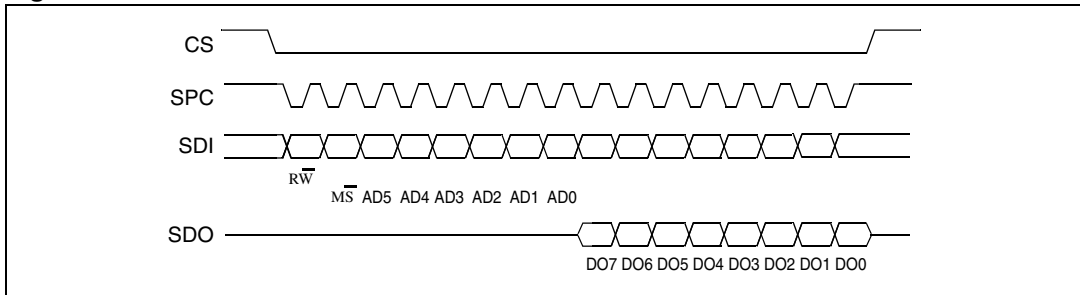 CS
SPC
SDI
RW̅
MS̅ AD5 AD4 AD3 AD2 AD1 AD0
SDO
DO7 DO6 DO5 DO4 DO3 DO2 DO1 DO0